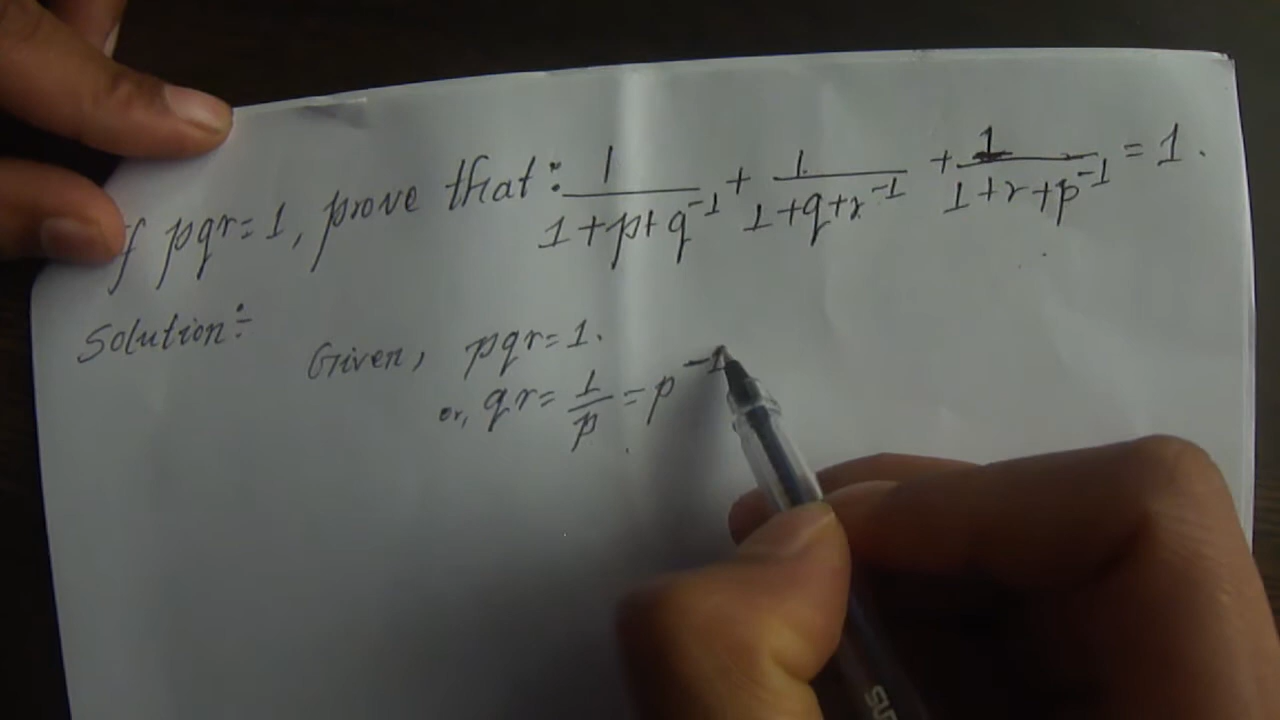 If pqr=1, prove that: 1/(1+p+q⁻¹) + 1/(1+q+r⁻¹) + 1/(1+r+p⁻¹) = 1.
Solution:-
Given, pqr=1.
or, qr= 1/p = p⁻¹